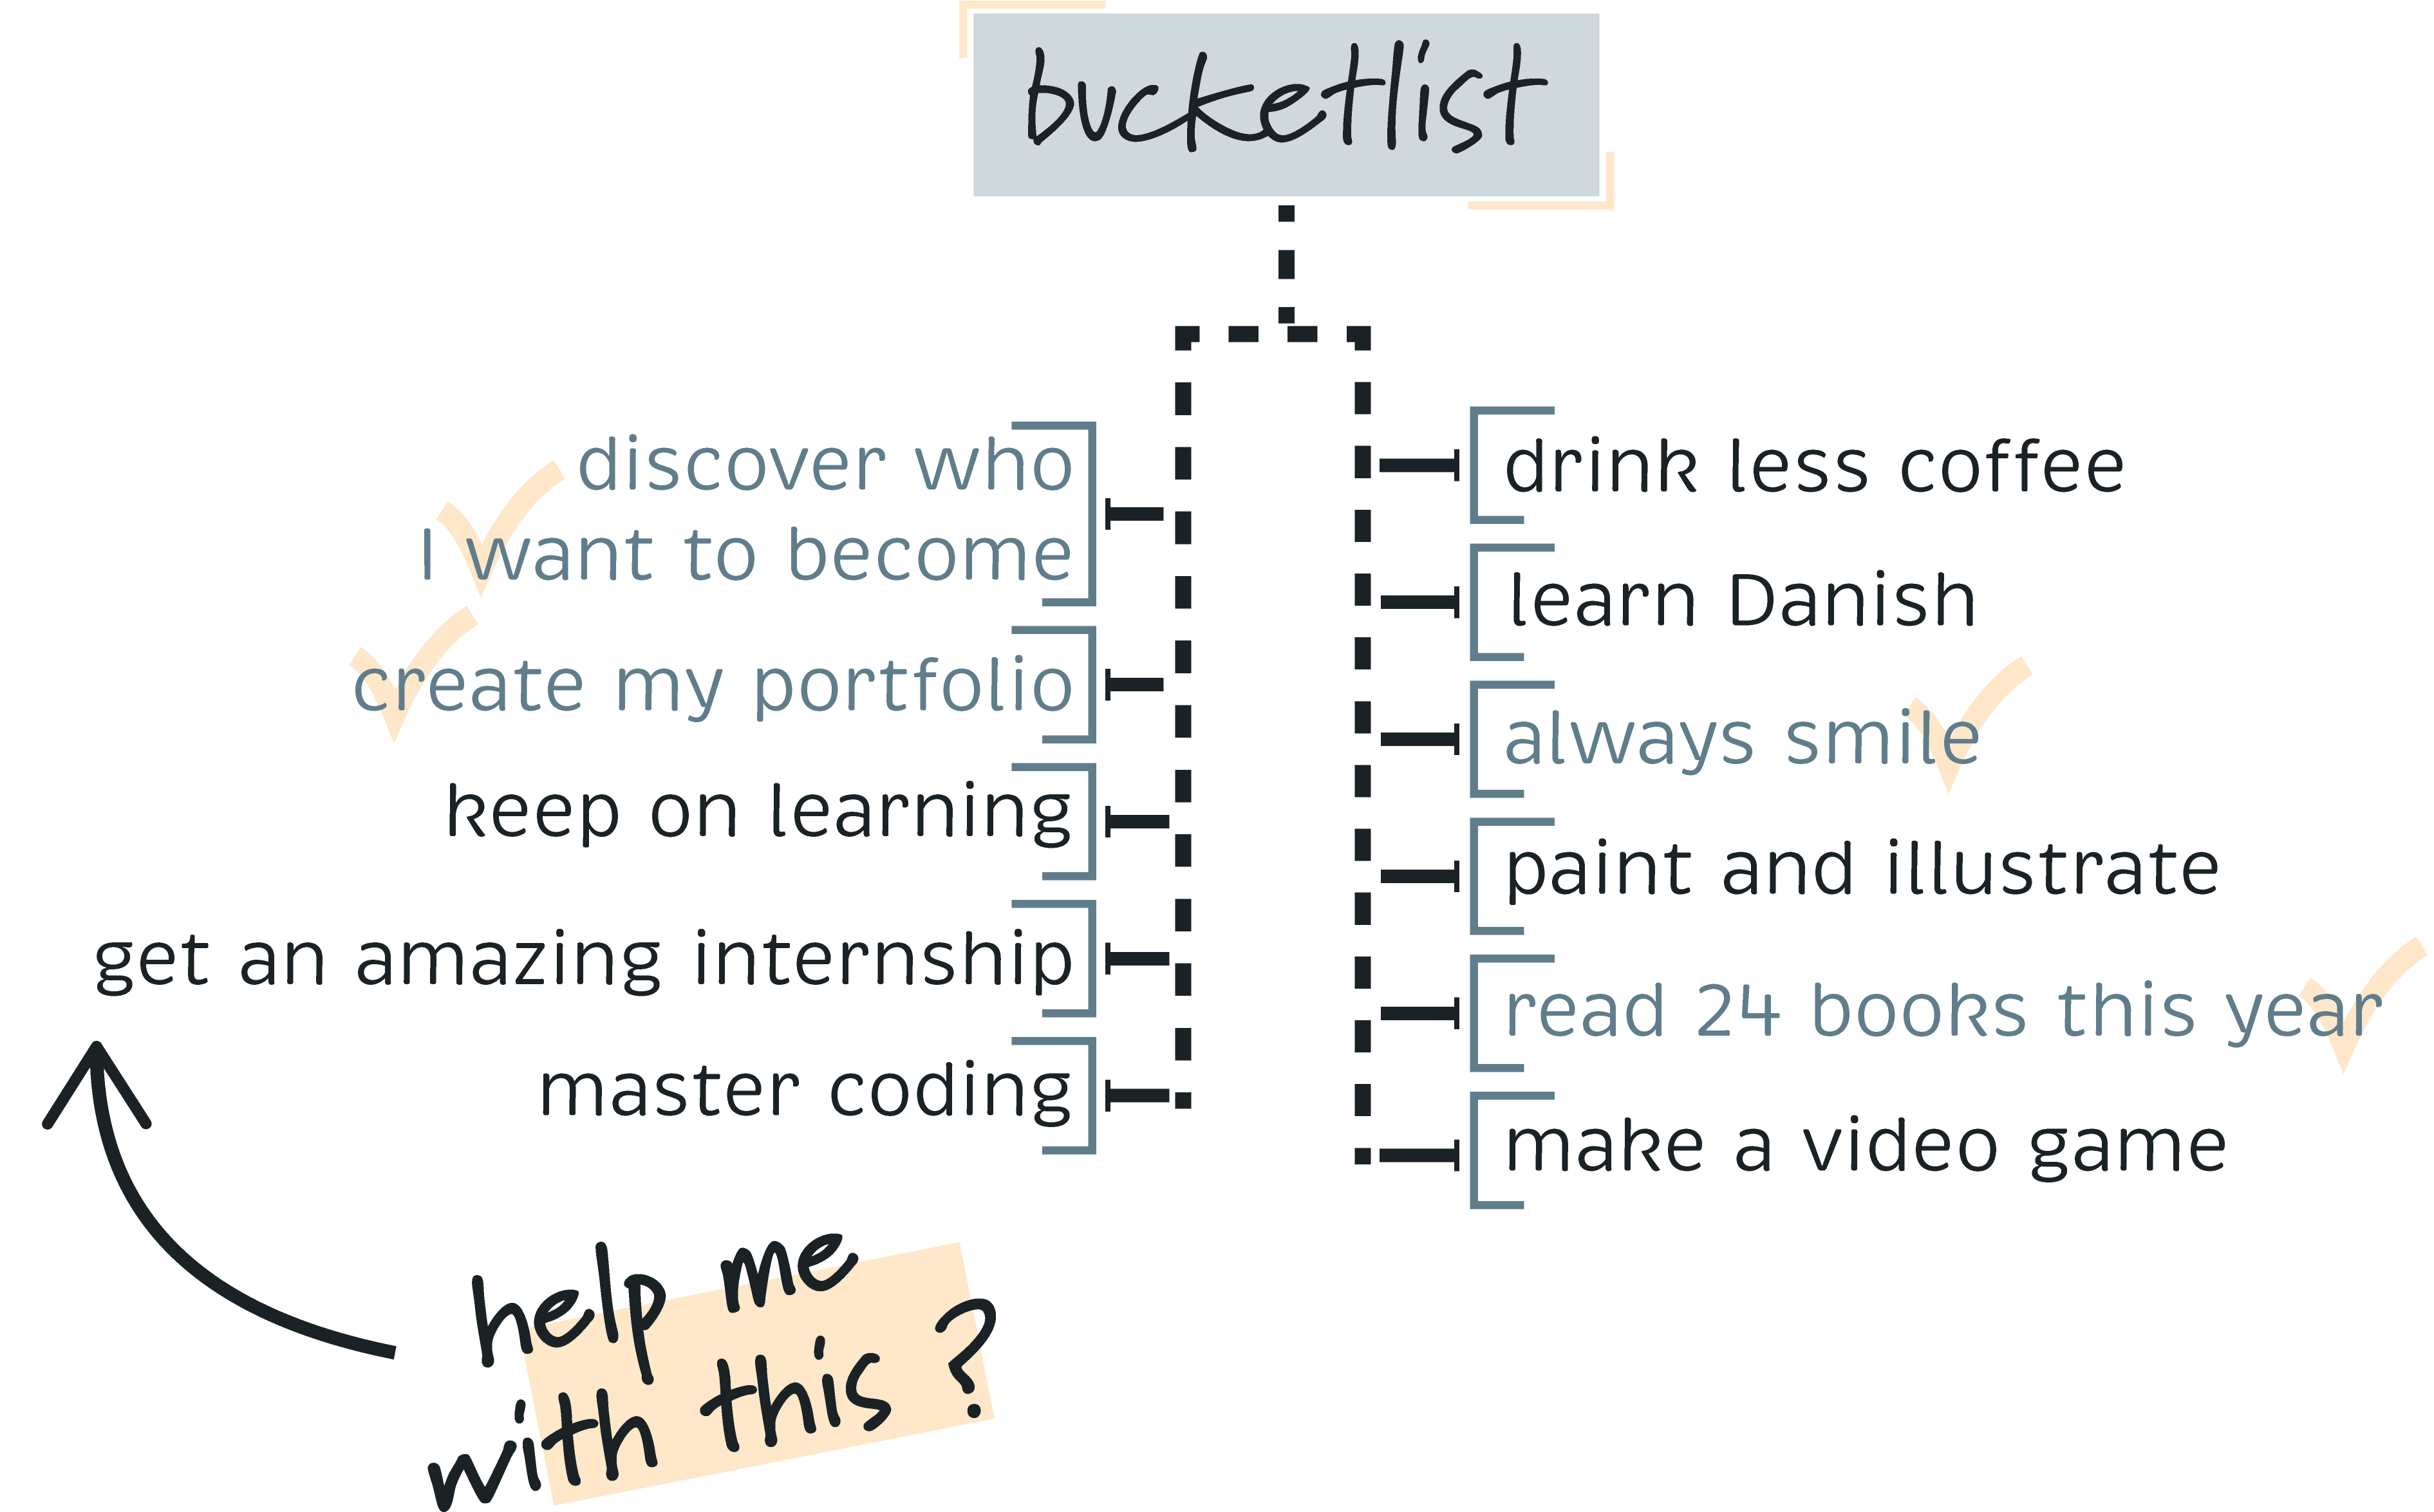 bucketlist
discover who
I want to become
create my portfolio
keep on learning
get an amazing internship
master coding
drink less coffee
learn Danish
always smile
paint and illustrate
read 24 books this year
make a video game
help me
with this ?